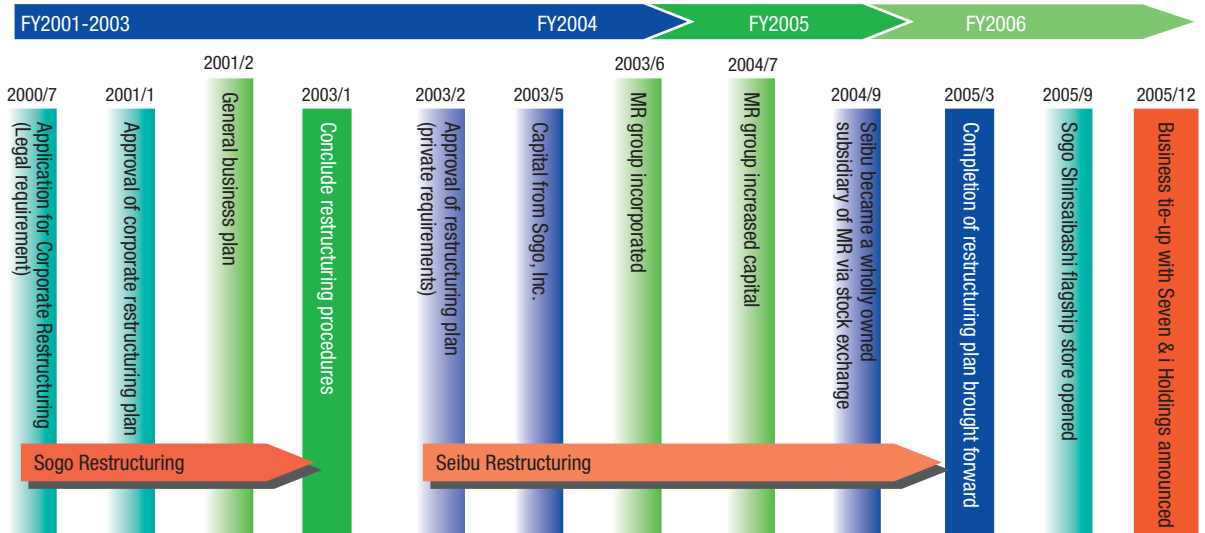 FY2001-2003
FY2004
FY2005
FY2006
2000/7
Application for Corporate Restructuring
(Legal requirement)
2001/1
Approval of corporate restructuring plan
2001/2
General business plan
2003/1
Conclude restructuring procedures
2003/2
Approval of restructuring plan
(private requirements)
2003/5
Capital from Sogo, Inc.
2003/6
MR group incorporated
2004/7
MR group increased capital
2004/9
Seibu became a wholly owned
subsidiary of MR via stock exchange
2005/3
Completion of restructuring plan brought forward
2005/9
Sogo Shinsaibashi flagship store opened
2005/12
Business tie-up with Seven & i Holdings announced
Sogo Restructuring
Seibu Restructuring